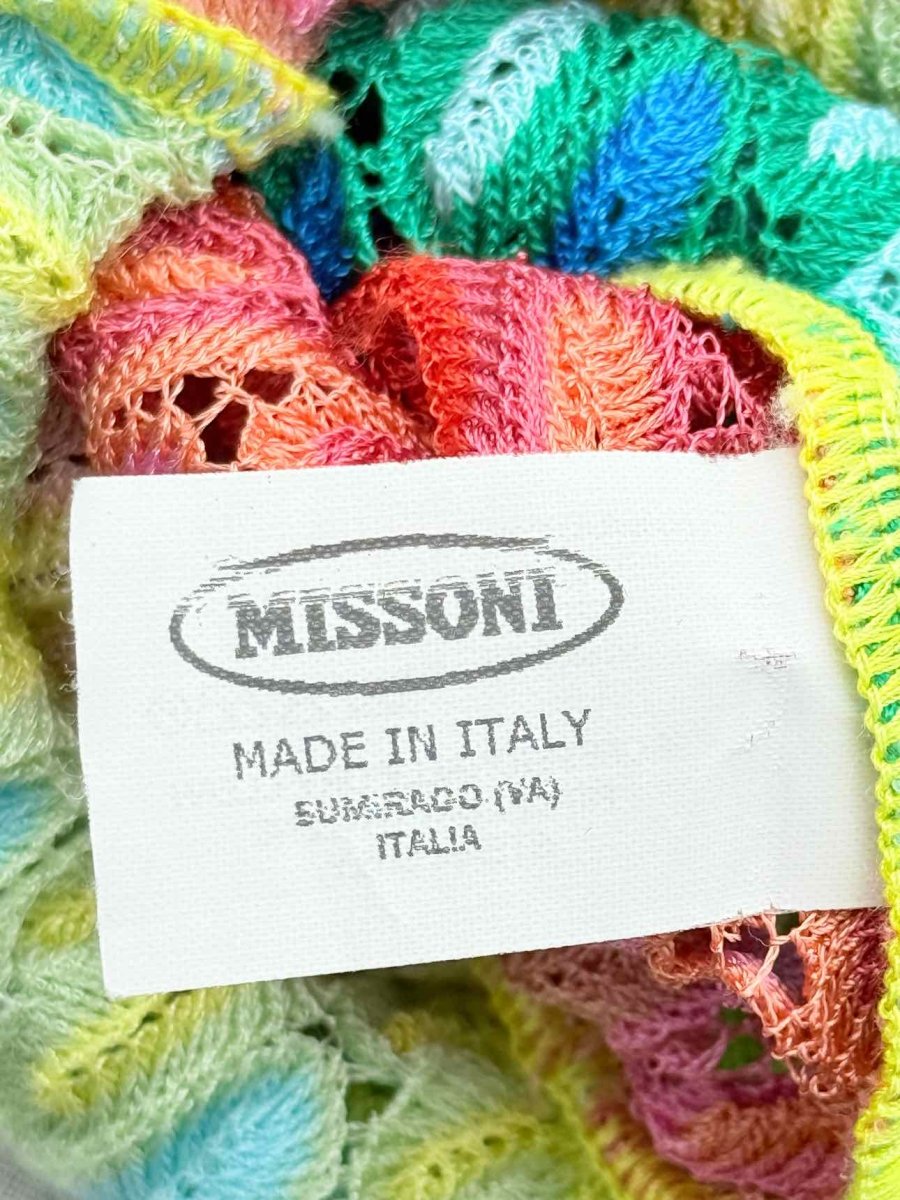 MISSONI
MADE IN ITALY
SUMIRAGO (VA)
ITALIA